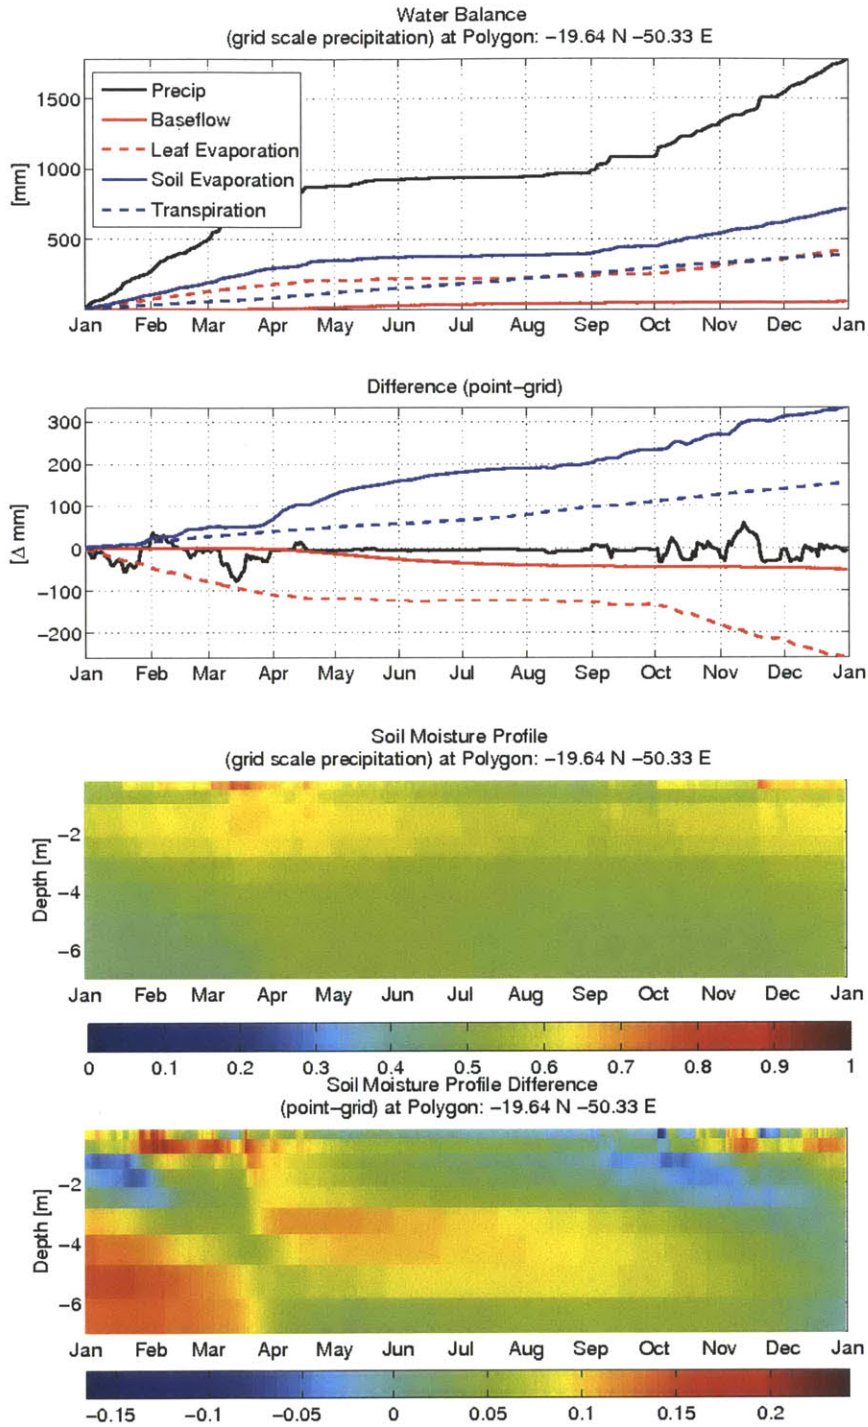 Water Balance
(grid scale precipitation) at Polygon: −19.64 N −50.33 E
[mm]
1500
1000
500
Precip
Baseflow
Leaf Evaporation
Soil Evaporation
Transpiration
Jan Feb Mar Apr May Jun Jul Aug Sep Oct Nov Dec Jan
Difference (point−grid)
[Δ mm]
300
200
100
0
−100
−200
Jan Feb Mar Apr May Jun Jul Aug Sep Oct Nov Dec Jan
Soil Moisture Profile
(grid scale precipitation) at Polygon: −19.64 N −50.33 E
Depth [m]
−2
−4
−6
Jan Feb Mar Apr May Jun Jul Aug Sep Oct Nov Dec Jan
0 0.1 0.2 0.3 0.4 0.5 0.6 0.7 0.8 0.9 1
Soil Moisture Profile Difference
(point−grid) at Polygon: −19.64 N −50.33 E
Depth [m]
−2
−4
−6
Jan Feb Mar Apr May Jun Jul Aug Sep Oct Nov Dec Jan
−0.15 −0.1 −0.05 0 0.05 0.1 0.15 0.2